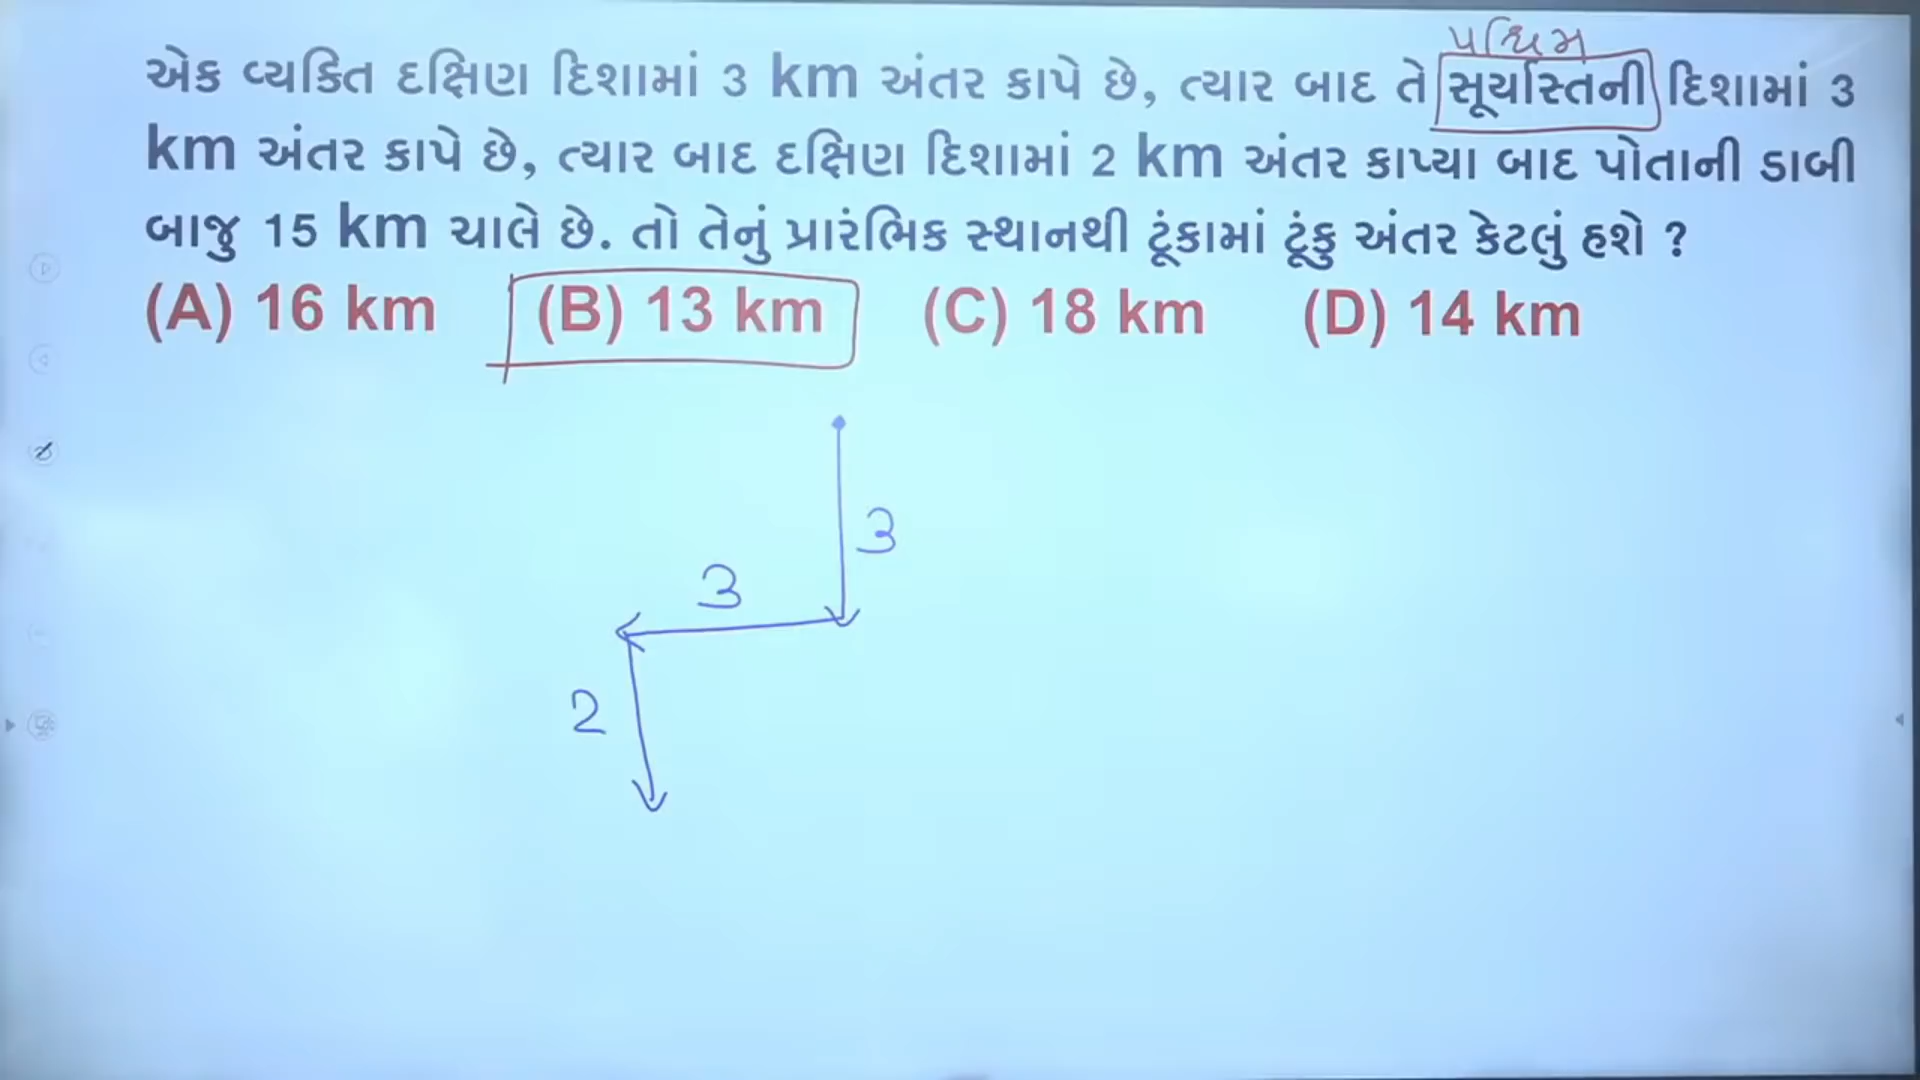 પશ્ચિમ
એક વ્યકિત દક્ષિણ દિશામાં 3 km અંતર કાપે છે, ત્યાર બાદ તે સૂર્યાસ્તની દિશામાં 3
km અંતર કાપે છે, ત્યાર બાદ દક્ષિણ દિશામાં 2 km અંતર કાપ્યા બાદ પોતાની ડાબી
બાજુ 15 km ચાલે છે. તો તેનું પ્રારંભિક સ્થાનથી ટૂંકામાં ટૂંકુ અંતર કેટલું હશે ?
(A) 16 km (B) 13 km (C) 18 km (D) 14 km
3
3
2